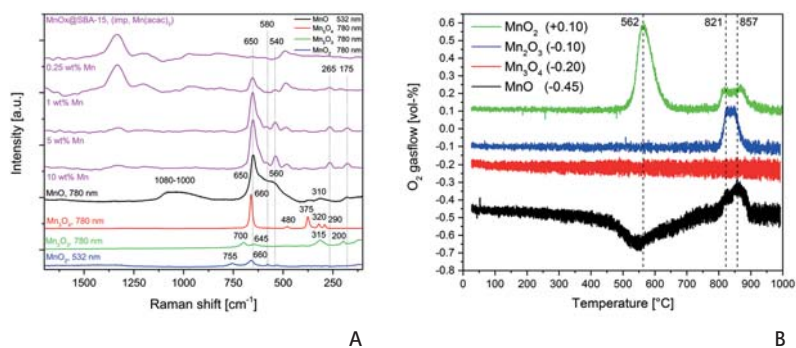 MnOx@SBA-15, (imp, Mn(acac)2)
0.25 wt% Mn
1 wt% Mn
5 wt% Mn
10 wt% Mn
MnO, 780 nm
Mn3O4, 780 nm
Mn2O3, 780 nm
MnO2, 532 nm
MnO 532 nm
Mn3O4 780 nm
Mn2O3 780 nm
MnO2 780 nm
580
650
540
265
175
1080-1000
650
560
310
660
375
480
320
290
700
645
315
200
755
660
1500
1250
1000
750
500
250
Raman shift [cm-1]
Intensity [a.u.]
A
562
821
857
MnO2 (+0.10)
Mn2O3 (-0.10)
Mn3O4 (-0.20)
MnO (-0.45)
0.6
0.5
0.4
0.3
0.2
0.1
0.0
-0.1
-0.2
-0.3
-0.4
-0.5
-0.6
-0.7
-0.8
0
100
200
300
400
500
600
700
800
900
1000
Temperature [°C]
O2 gasflow [vol-%]
B